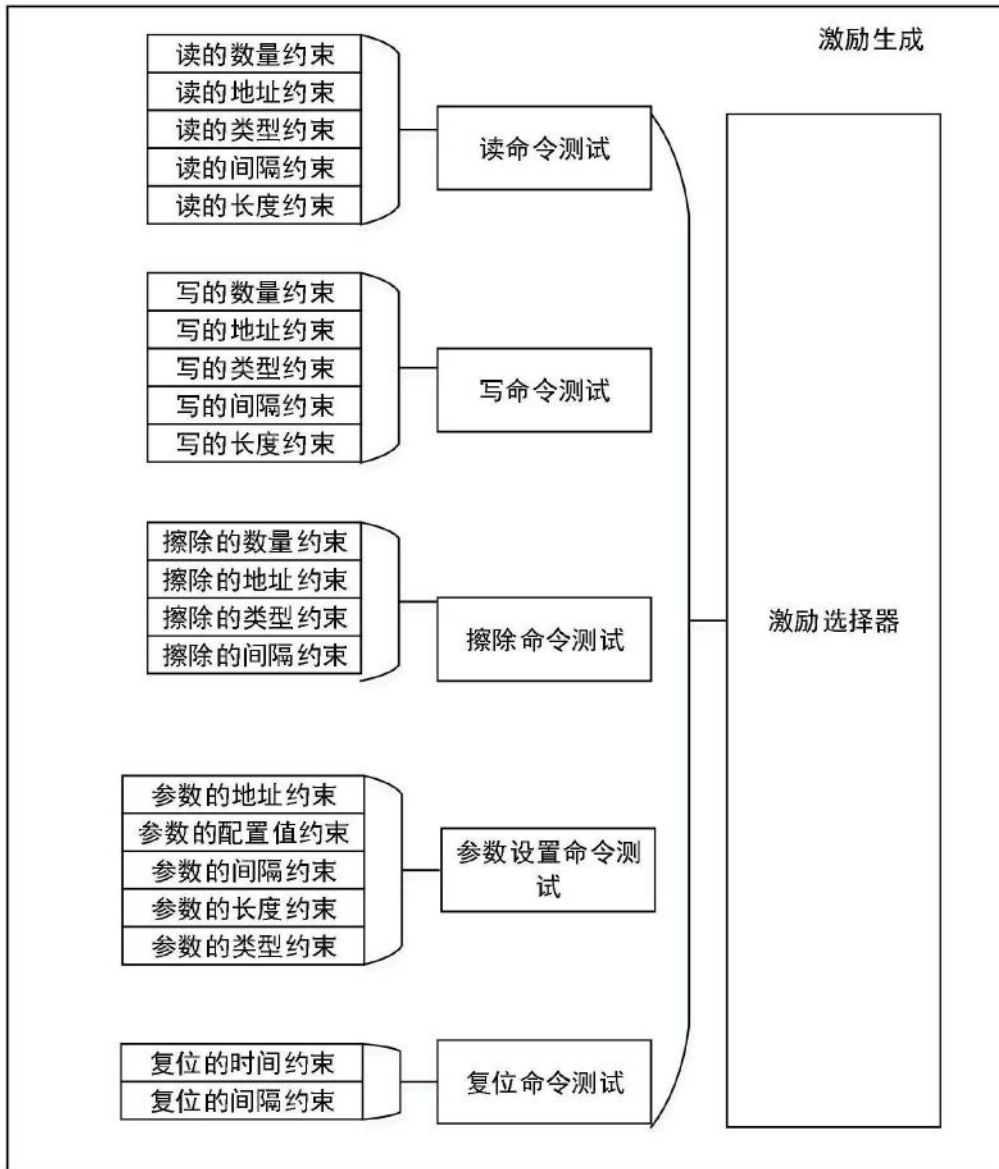 激励生成
读的数量约束
读的地址约束
读的类型约束
读的间隔约束
读的长度约束
读命令测试
写的数量约束
写的地址约束
写的类型约束
写的间隔约束
写的长度约束
写命令测试
擦除的数量约束
擦除的地址约束
擦除的类型约束
擦除的间隔约束
擦除命令测试
激励选择器
参数的地址约束
参数的配置值约束
参数的间隔约束
参数的长度约束
参数的类型约束
参数设置命令测
试
复位的时间约束
复位的间隔约束
复位命令测试